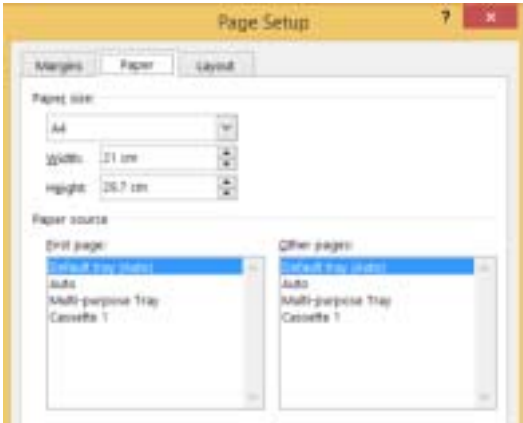 Page Setup ?
Margins Paper Layout
Paper size:
A4
Width: 21 cm
Height: 29.7 cm
Paper source
First page: Other pages:
Default tray (Auto) Default tray (Auto)
Auto Auto
Multi-purpose Tray Multi-purpose Tray
Cassette 1 Cassette 1